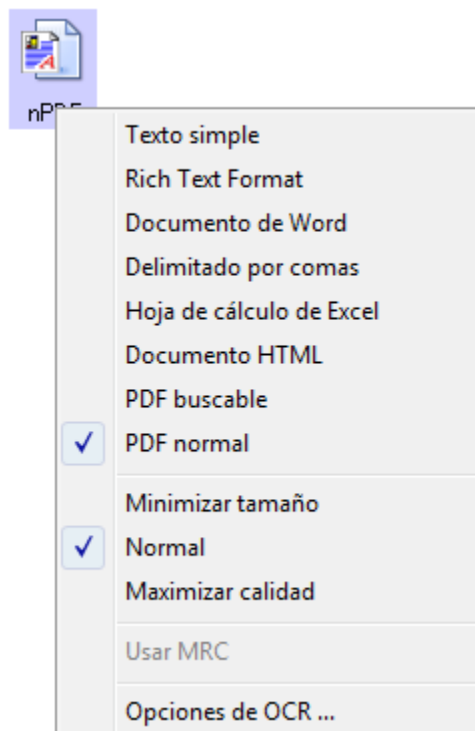 Texto simple
Rich Text Format
Documento de Word
Delimitado por comas
Hoja de cálculo de Excel
Documento HTML
PDF buscable
PDF normal
Minimizar tamaño
Normal
Maximizar calidad
Usar MRC
Opciones de OCR ...